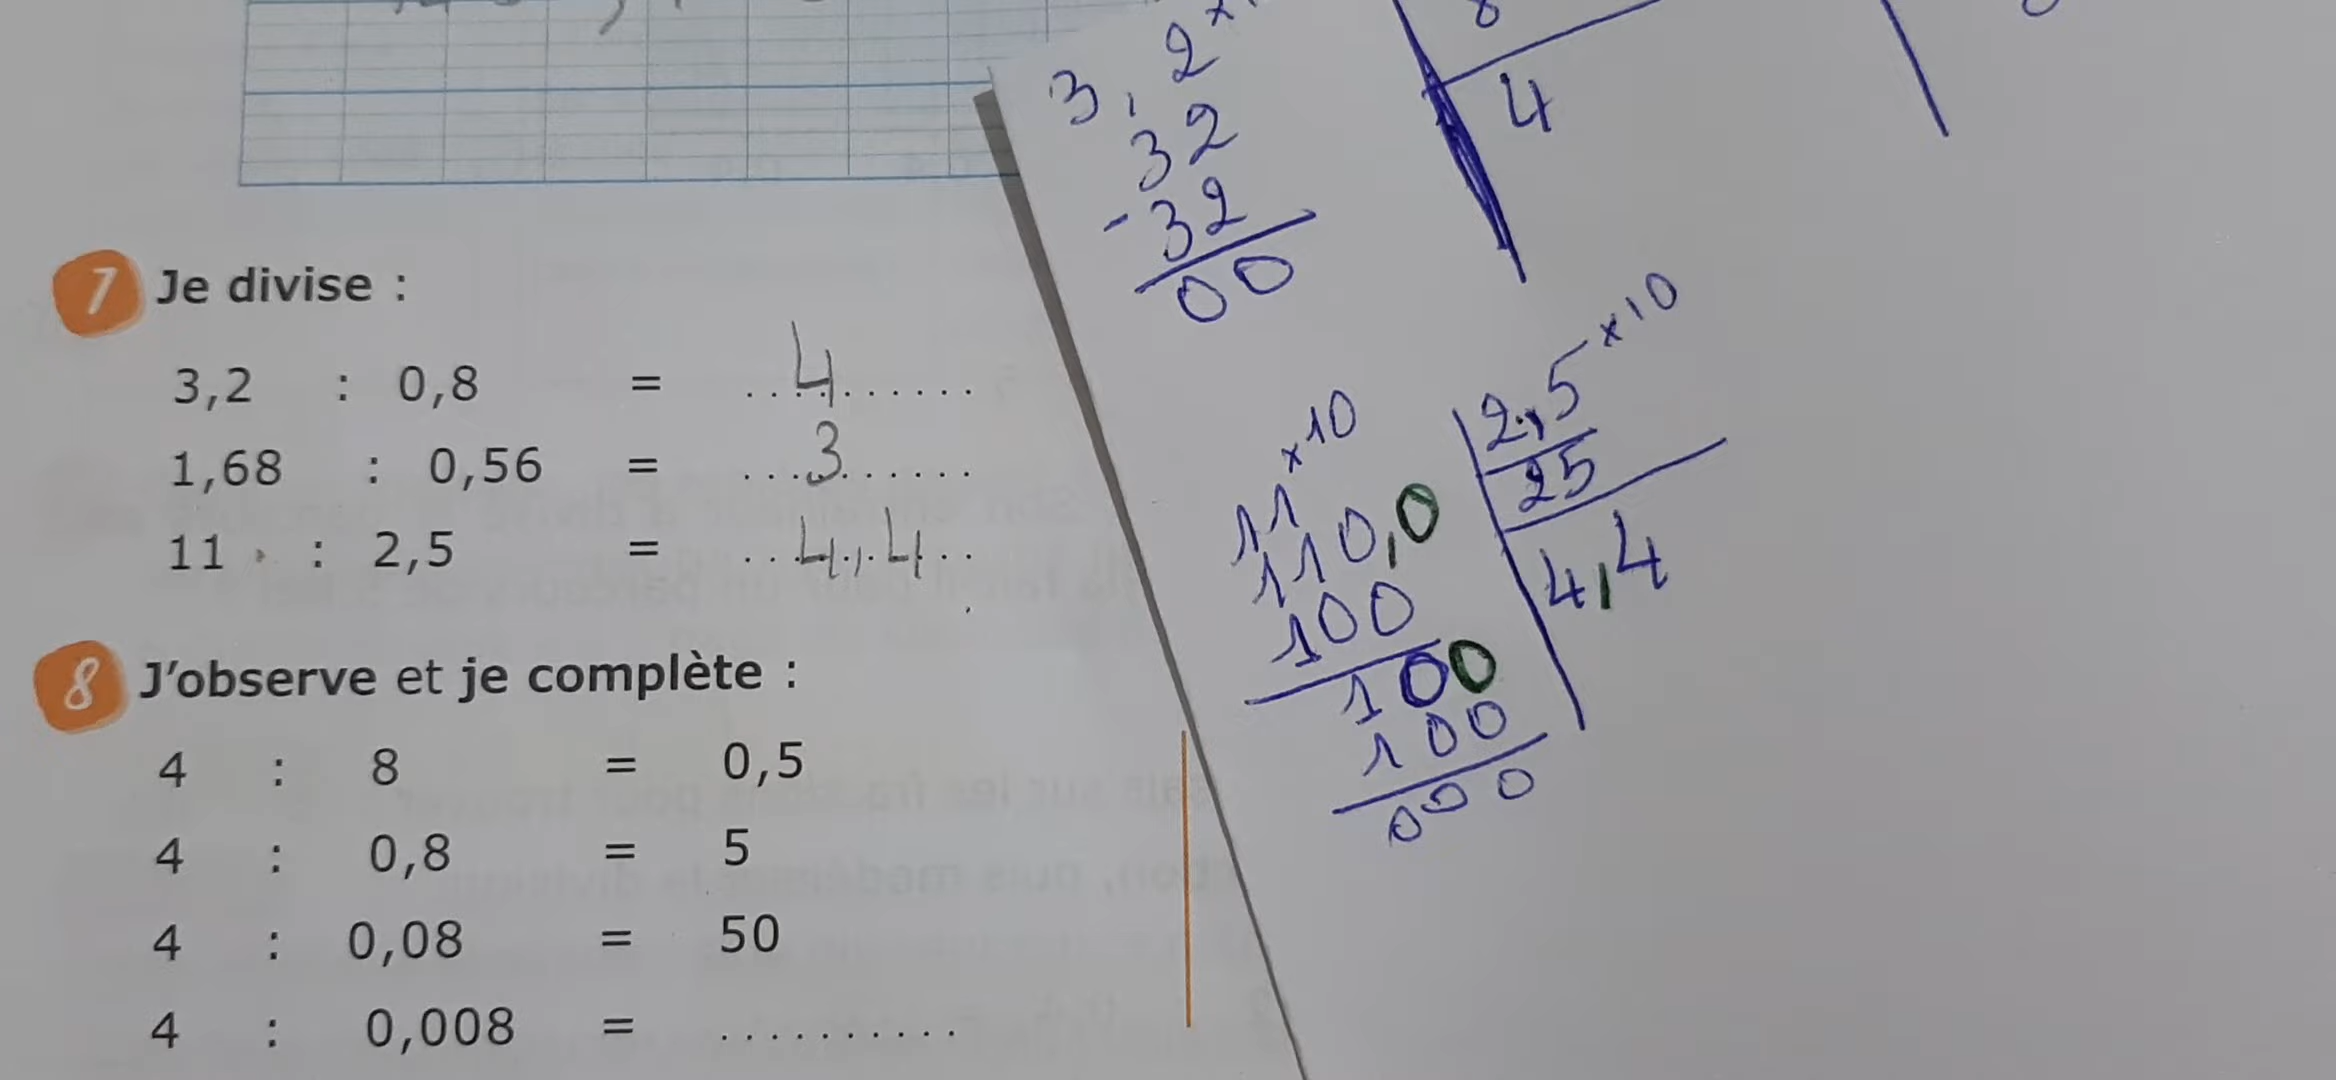 7 Je divise :
3,2 : 0,8 = 4
1,68 : 0,56 = 3
11 : 2,5 = 4,4
8 J'observe et je complète :
4 : 8 = 0,5
4 : 0,8 = 5
4 : 0,08 = 50
4 : 0,008 = ..........
3,2
32 4
-32
00
×10 2,5 ×10
11 25
110,0 4,4
100
100
100
000